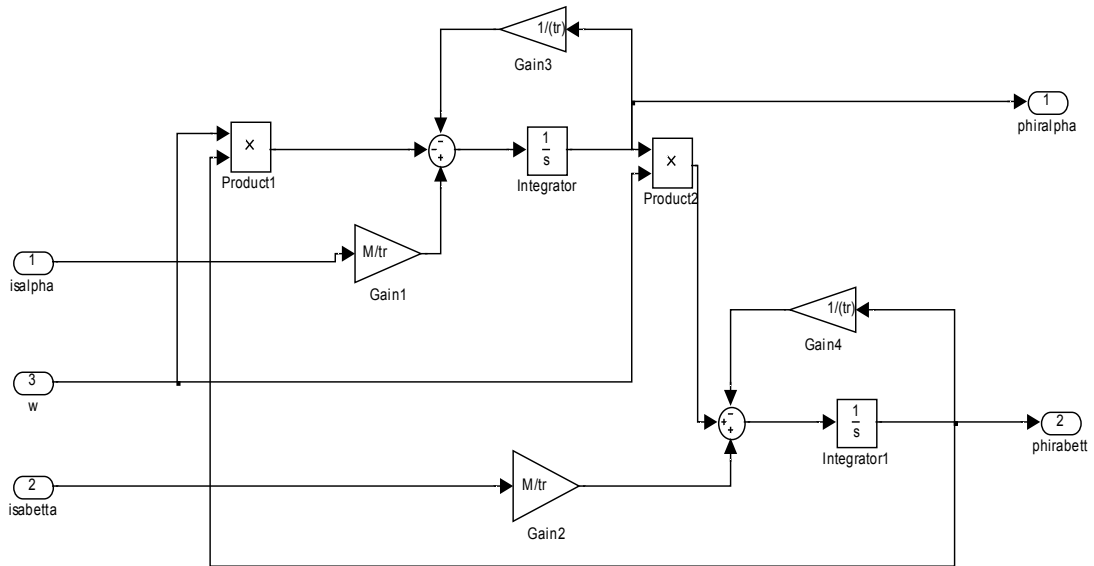 1/(tr)
Gain3
1
phiralpha
×
Product1
−
−
+
1
s
Integrator
×
Product2
1
isalpha
M/tr
Gain1
1/(tr)
Gain4
3
w
−
+
+
1
s
Integrator1
2
phirabett
2
isabetta
M/tr
Gain2